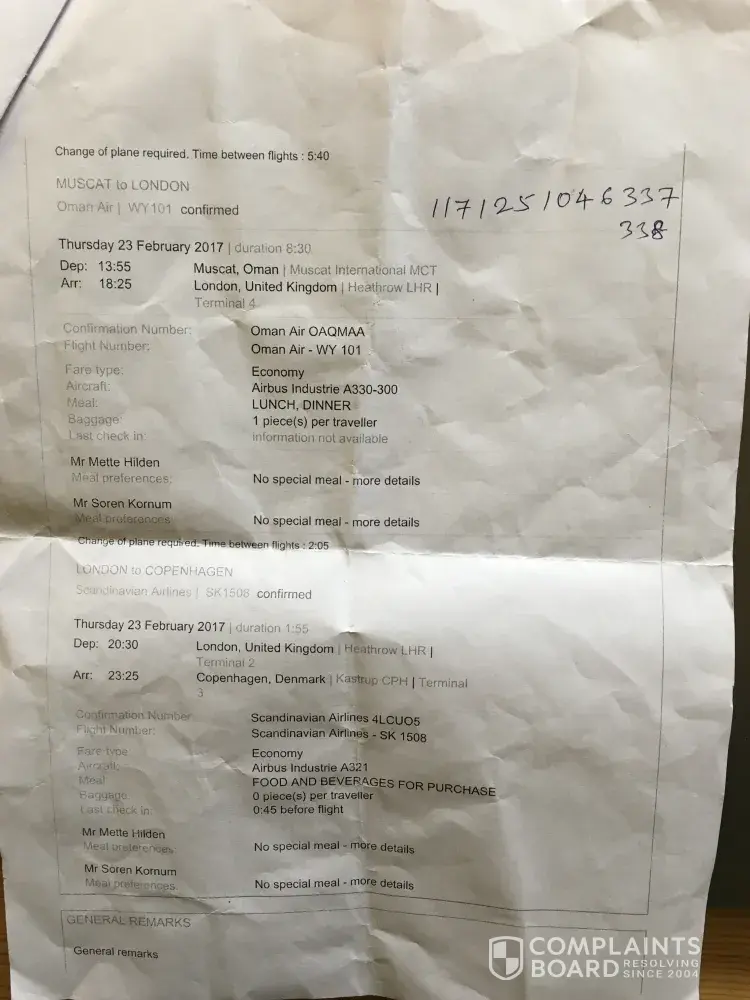 Change of plane required. Time between flights : 5:40
MUSCAT to LONDON
Oman Air | WY101 confirmed
1171251046337
338
Thursday 23 February 2017 | duration 8:30
Dep: 13:55 Muscat, Oman | Muscat International MCT
Arr: 18:25 London, United Kingdom | Heathrow LHR |
Terminal 4
Confirmation Number: Oman Air OAQMAA
Flight Number: Oman Air - WY 101
Fare type: Economy
Aircraft: Airbus Industrie A330-300
Meal: LUNCH, DINNER
Baggage: 1 piece(s) per traveller
Last check in: information not available
Mr Mette Hilden
Meal preferences: No special meal - more details
Mr Soren Kornum
Meal preferences No special meal - more details
Change of plane required. Time between flights : 2:05
LONDON to COPENHAGEN
Scandinavian Airlines | SK1508 confirmed
Thursday 23 February 2017 | duration 1:55
Dep: 20:30 London, United Kingdom | Heathrow LHR |
Terminal 2
Arr: 23:25 Copenhagen, Denmark | Kastrup CPH | Terminal
3
Confirmation Number Scandinavian Airlines 4LCUO5
Flight Number: Scandinavian Airlines - SK 1508
Fare type Economy
Aircraft: Airbus Industrie A321
Meal FOOD AND BEVERAGES FOR PURCHASE
Baggage 0 piece(s) per traveller
Last check in: 0:45 before flight
Mr Mette Hilden
Meal preferences: No special meal - more details
Mr Soren Kornum
Meal preferences: No special meal - more details
GENERAL REMARKS
General remarks
COMPLAINTS
BOARD RESOLVING
SINCE 2004